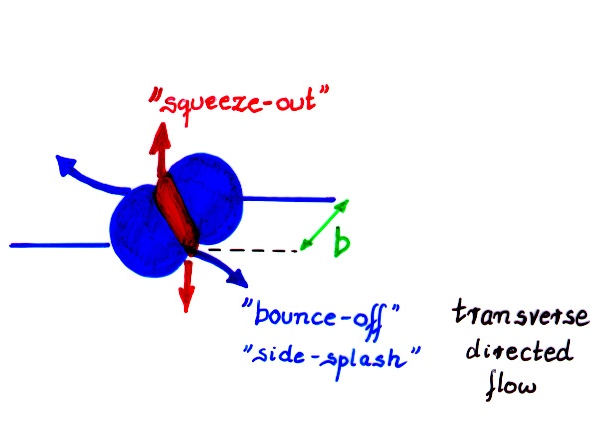 "squeeze-out"
b
"bounce-off"
"side-splash"
transverse
directed
flow